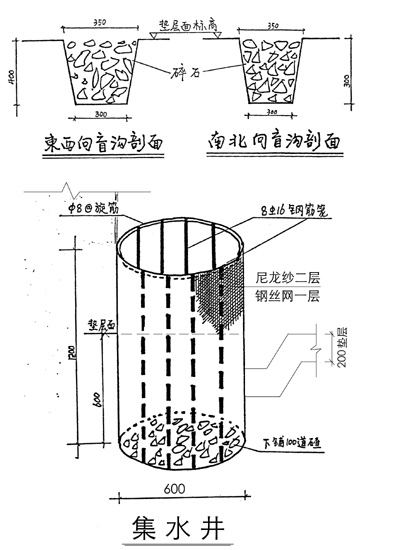 350
垫层面标高
350
碎石
400
300
300
300
東西向盲沟剖面
南北向盲沟剖面
Φ8@旋筋
8Φ16钢筋笼
尼龙纱二层
钢丝网一层
垫层面
1200
600
200垫层
下铺100道碴
600
集水井